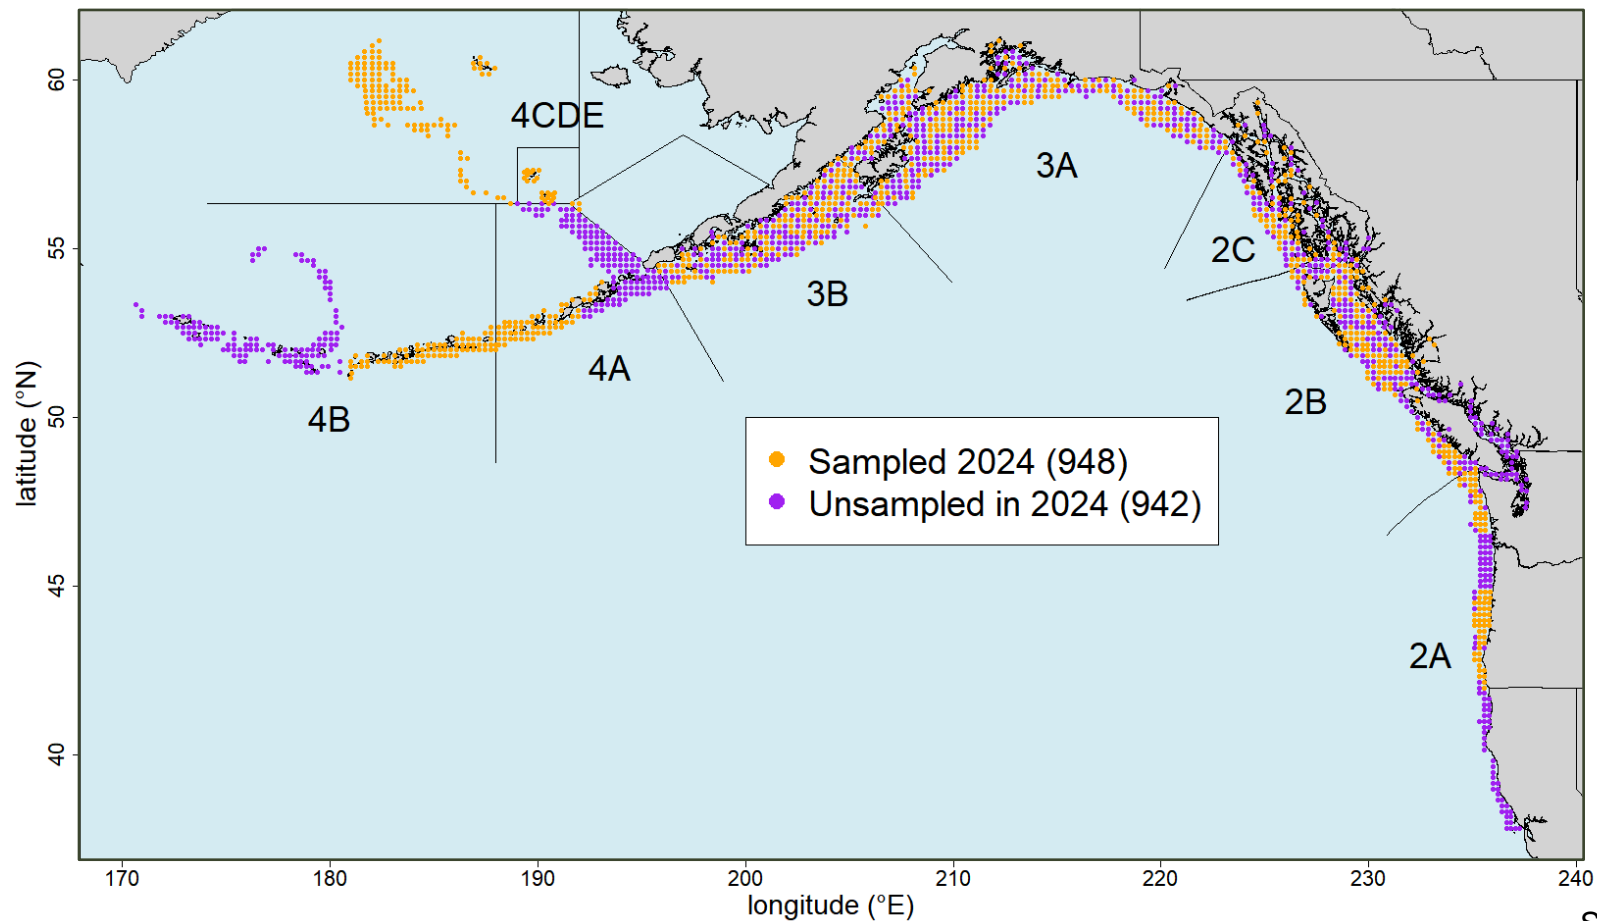 60
55
50
45
40
latitude (°N)
4CDE
3A
2C
3B
4A
2B
4B
Sampled 2024 (948)
Unsampled in 2024 (942)
2A
170
180
190
200
210
220
230
240
longitude (°E)